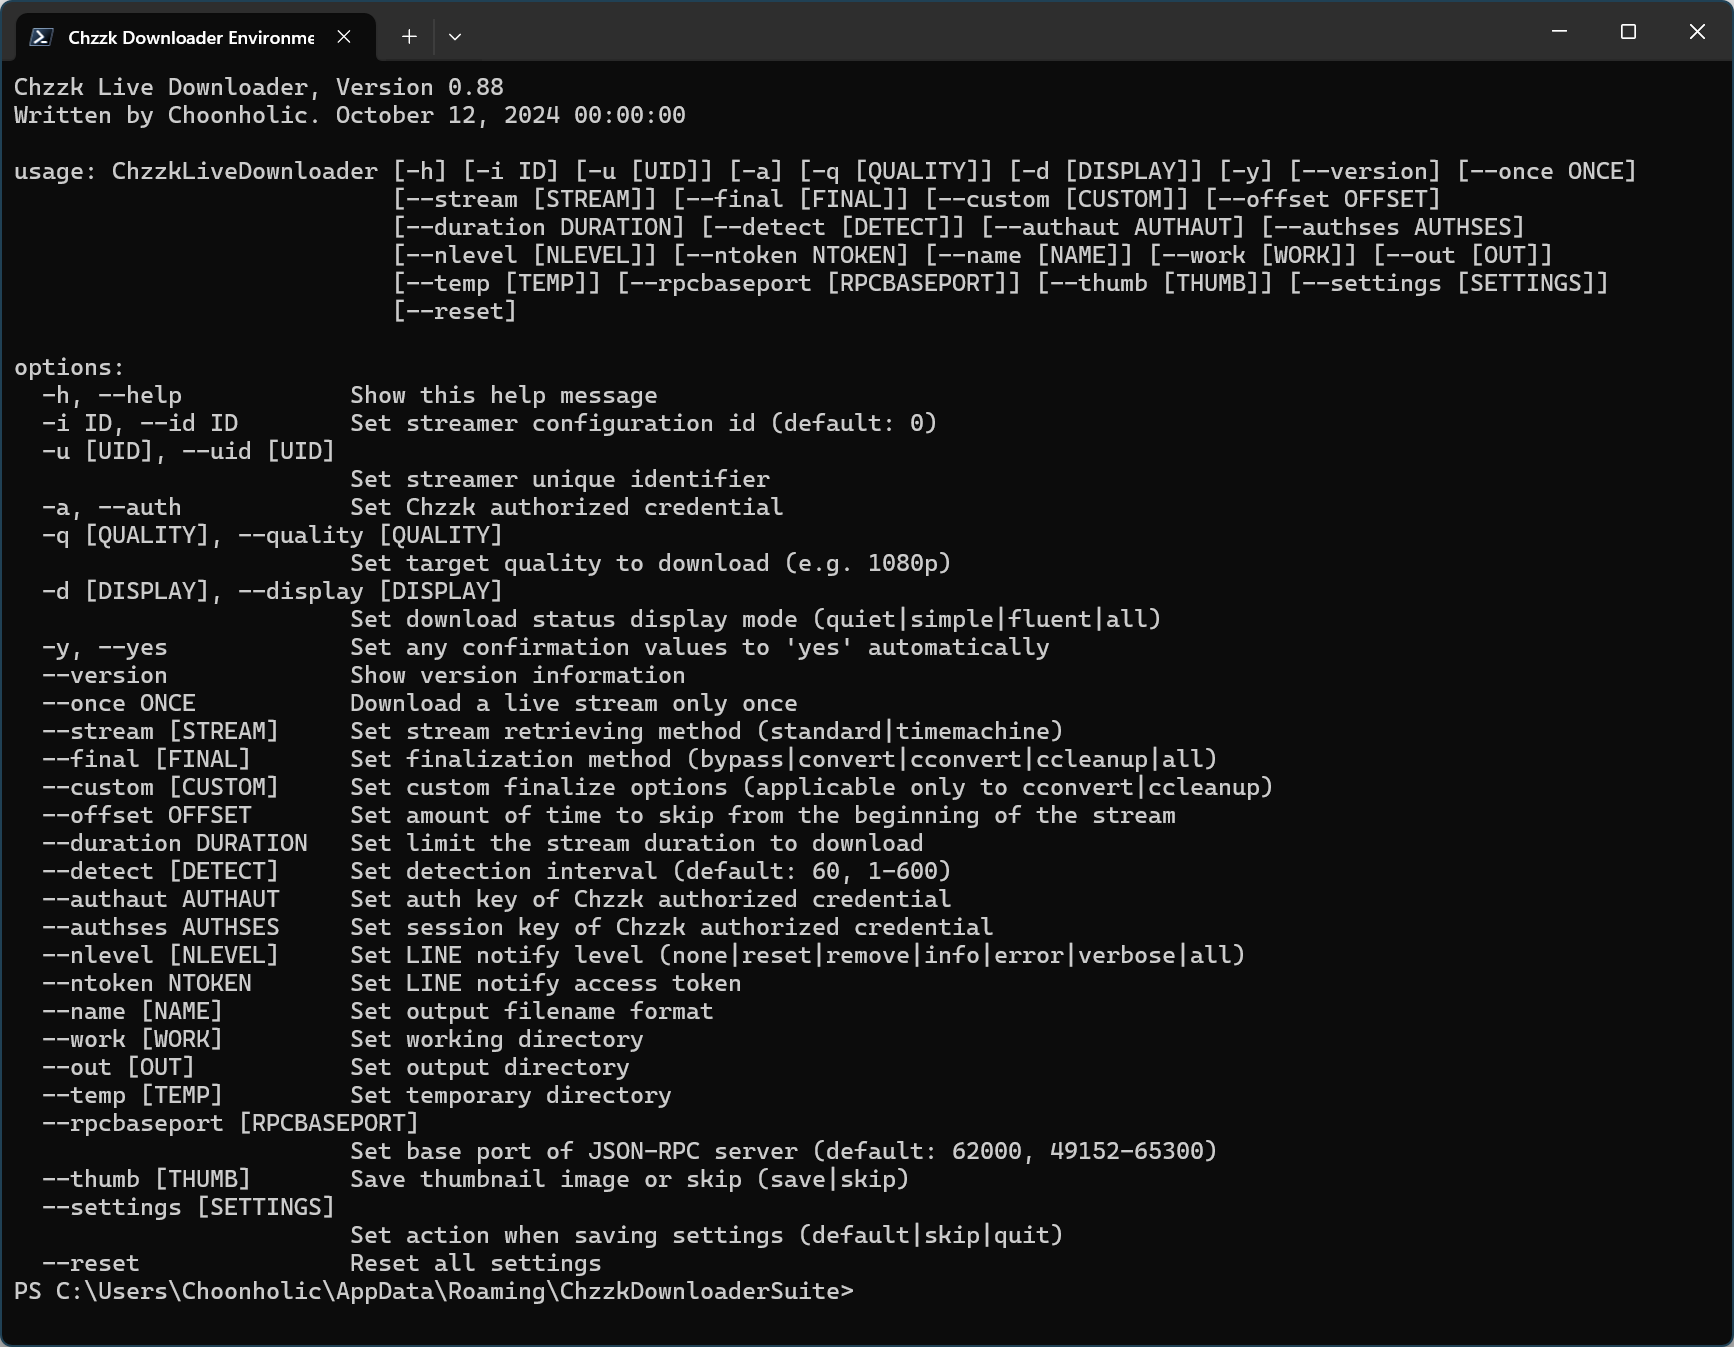 Chzzk Downloader Environme
Chzzk Live Downloader, Version 0.88
Written by Choonholic. October 12, 2024 00:00:00
usage: ChzzkLiveDownloader [-h] [-i ID] [-u [UID]] [-a] [-q [QUALITY]] [-d [DISPLAY]] [-y] [--version] [--once ONCE]
[--stream [STREAM]] [--final [FINAL]] [--custom [CUSTOM]] [--offset OFFSET]
[--duration DURATION] [--detect [DETECT]] [--authaut AUTHAUT] [--authses AUTHSES]
[--nlevel [NLEVEL]] [--ntoken NTOKEN] [--name [NAME]] [--work [WORK]] [--out [OUT]]
[--temp [TEMP]] [--rpcbaseport [RPCBASEPORT]] [--thumb [THUMB]] [--settings [SETTINGS]]
[--reset]
options:
-h, --help Show this help message
-i ID, --id ID Set streamer configuration id (default: 0)
-u [UID], --uid [UID]
Set streamer unique identifier
-a, --auth Set Chzzk authorized credential
-q [QUALITY], --quality [QUALITY]
Set target quality to download (e.g. 1080p)
-d [DISPLAY], --display [DISPLAY]
Set download status display mode (quiet|simple|fluent|all)
-y, --yes Set any confirmation values to 'yes' automatically
--version Show version information
--once ONCE Download a live stream only once
--stream [STREAM] Set stream retrieving method (standard|timemachine)
--final [FINAL] Set finalization method (bypass|convert|cconvert|ccleanup|all)
--custom [CUSTOM] Set custom finalize options (applicable only to cconvert|ccleanup)
--offset OFFSET Set amount of time to skip from the beginning of the stream
--duration DURATION Set limit the stream duration to download
--detect [DETECT] Set detection interval (default: 60, 1-600)
--authaut AUTHAUT Set auth key of Chzzk authorized credential
--authses AUTHSES Set session key of Chzzk authorized credential
--nlevel [NLEVEL] Set LINE notify level (none|reset|remove|info|error|verbose|all)
--ntoken NTOKEN Set LINE notify access token
--name [NAME] Set output filename format
--work [WORK] Set working directory
--out [OUT] Set output directory
--temp [TEMP] Set temporary directory
--rpcbaseport [RPCBASEPORT]
Set base port of JSON-RPC server (default: 62000, 49152-65300)
--thumb [THUMB] Save thumbnail image or skip (save|skip)
--settings [SETTINGS]
Set action when saving settings (default|skip|quit)
--reset Reset all settings
PS C:\Users\Choonholic\AppData\Roaming\ChzzkDownloaderSuite>